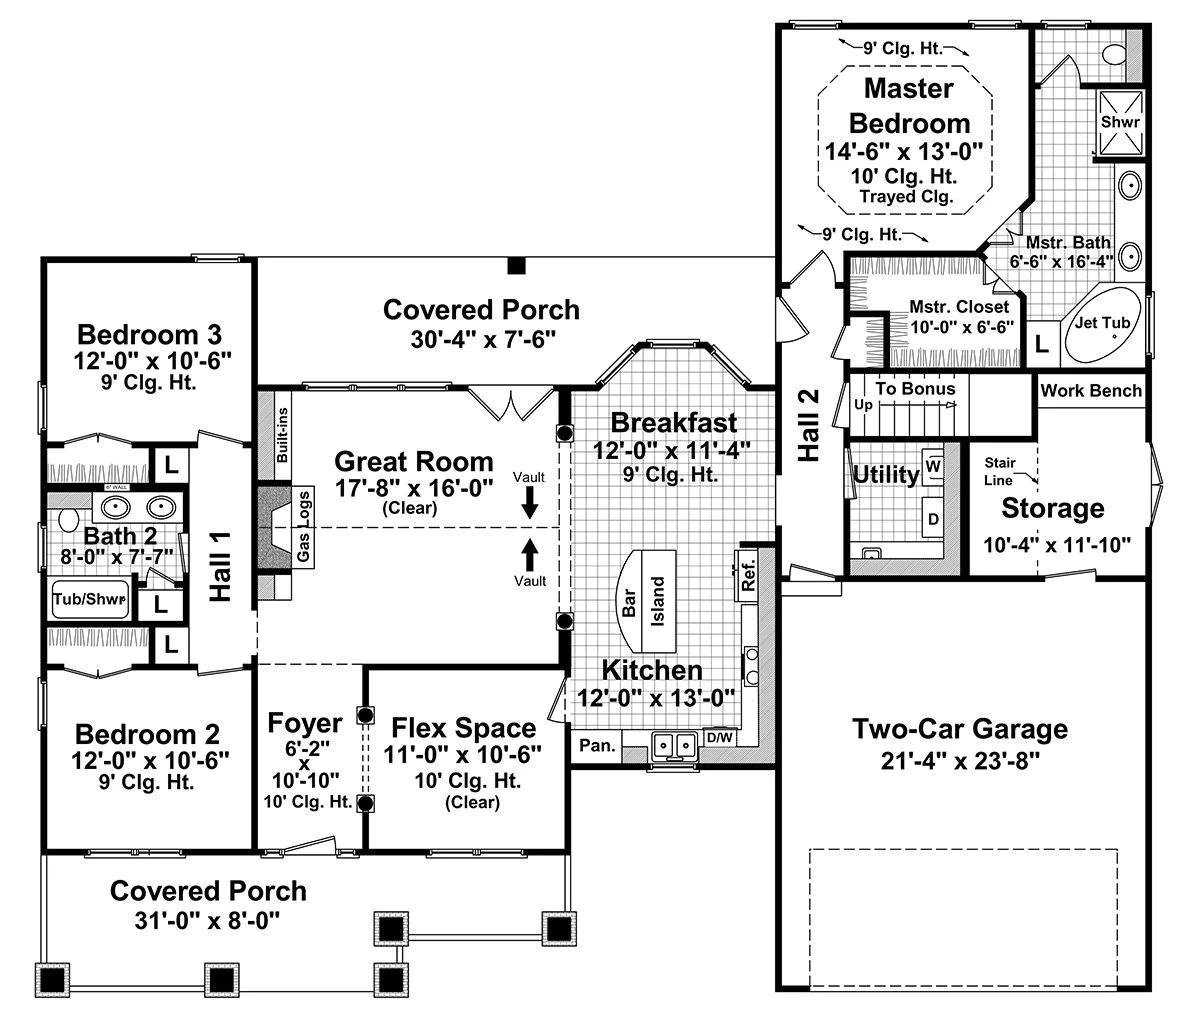 9' Clg. Ht.
Master
Bedroom
14'-6" x 13'-0"
10' Clg. Ht.
Trayed Clg.
9' Clg. Ht.
Shwr
Mstr. Bath
6'-6" x 16'-4"
Jet Tub
L
Mstr. Closet
10'-0" x 6'-6"
Covered Porch
30'-4" x 7'-6"
Bedroom 3
12'-0" x 10'-6"
9' Clg. Ht.
L
6" WALL
Bath 2
8'-0" x 7'-7"
Tub/Shwr
L
L
Hall 1
Built-ins
Gas Logs
Great Room
17'-8" x 16'-0"
(Clear)
Vault
Vault
Breakfast
12'-0" x 11'-4"
9' Clg. Ht.
Bar
Island
Ref.
Kitchen
12'-0" x 13'-0"
Pan.
D/W
Hall 2
To Bonus
Up
Work Bench
Utility
W
D
Stair
Line
Storage
10'-4" x 11'-10"
Bedroom 2
12'-0" x 10'-6"
9' Clg. Ht.
Foyer
6'-2"
x
10'-10"
10' Clg. Ht.
Flex Space
11'-0" x 10'-6"
10' Clg. Ht.
(Clear)
Two-Car Garage
21'-4" x 23'-8"
Covered Porch
31'-0" x 8'-0"